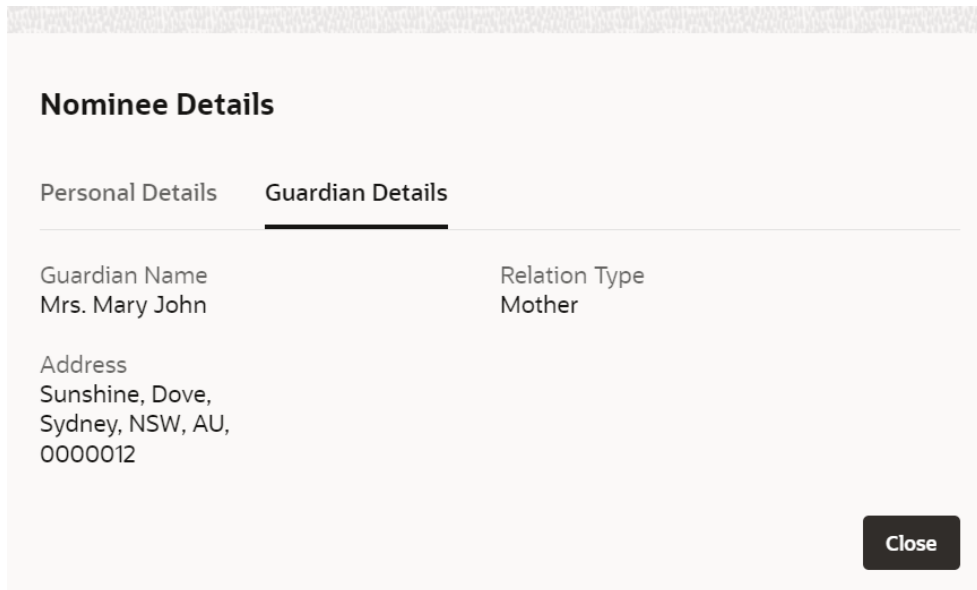 Nominee Details
Personal Details Guardian Details
Guardian Name Relation Type
Mrs. Mary John Mother
Address
Sunshine, Dove,
Sydney, NSW, AU,
0000012
Close